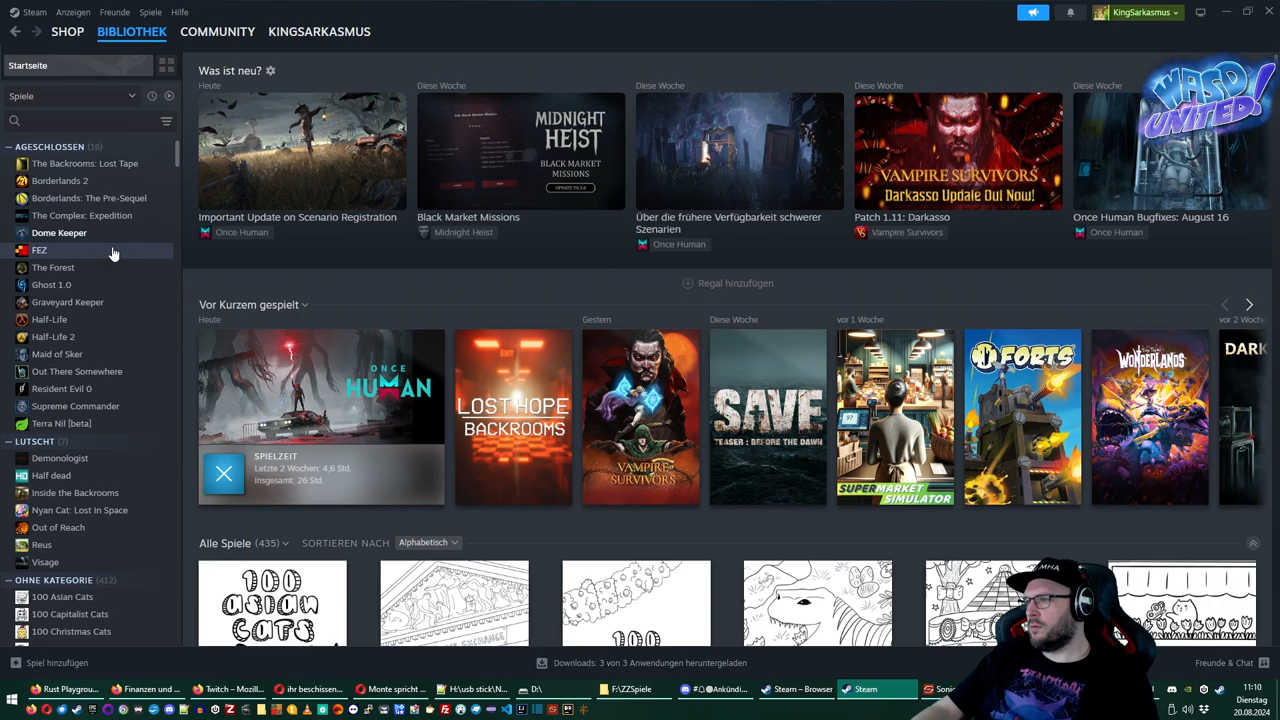 Steam Anzeigen Freunde Spiele Hilfe
KingSarkasmus
SHOP BIBLIOTHEK COMMUNITY KINGSARKASMUS
WASD
UNITED!
Startseite
Spiele
AGESCHLOSSEN (16)
The Backrooms: Lost Tape
Borderlands 2
Borderlands: The Pre-Sequel
The Complex: Expedition
Dome Keeper
FEZ
The Forest
Ghost 1.0
Graveyard Keeper
Half-Life
Half-Life 2
Maid of Sker
Out There Somewhere
Resident Evil 0
Supreme Commander
Terra Nil [beta]
LUTSCHT (7)
Demonologist
Half dead
Inside the Backrooms
Nyan Cat: Lost In Space
Out of Reach
Reus
Visage
OHNE KATEGORIE (412)
100 Asian Cats
100 Capitalist Cats
100 Christmas Cats
Was ist neu?
Heute
Important Update on Scenario Registration
Once Human
Diese Woche
MIDNIGHT
HEIST
BLACK MARKET
MISSIONS
Black Market Missions
Midnight Heist
Diese Woche
Über die frühere Verfügbarkeit schwerer
Szenarien
Once Human
Diese Woche
VAMPIRE SURVIVORS
Darkasso Update Out Now!
Patch 1.11: Darkasso
Vampire Survivors
Diese Woche
Once Human Bugfixes: August 16
Once Human
Regal hinzufügen
Vor Kurzem gespielt
Heute
ONCE
HUMAN
SPIELZEIT
Letzte 2 Wochen: 4,6 Std.
Insgesamt: 26 Std.
EXIT
LOST HOPE
BACKROOMS
Gestern
VAMPIRE
SURVIVORS
Diese Woche
SAVE
TEASER : BEFORE THE DAWN
vor 1 Woche
SUPERMARKET
SIMULATOR
FORTS
WONDERLANDS
vor 2 Woche
DARK
Alle Spiele (435) SORTIEREN NACH Alphabetisch
100
asian
cats
EXCHANGE
100
Spiel hinzufügen
Downloads: 3 von 3 Anwendungen heruntergeladen
Freunde & Chat
MHA
Rust Playgrou... Finanzen und ... Twitch – Mozill... ihr beschissen... Monte spricht ... H:\usb stick\N... D:\ F:\ZZSpiele Steam – Browser Steam
11:10
Dienstag
20.08.2024